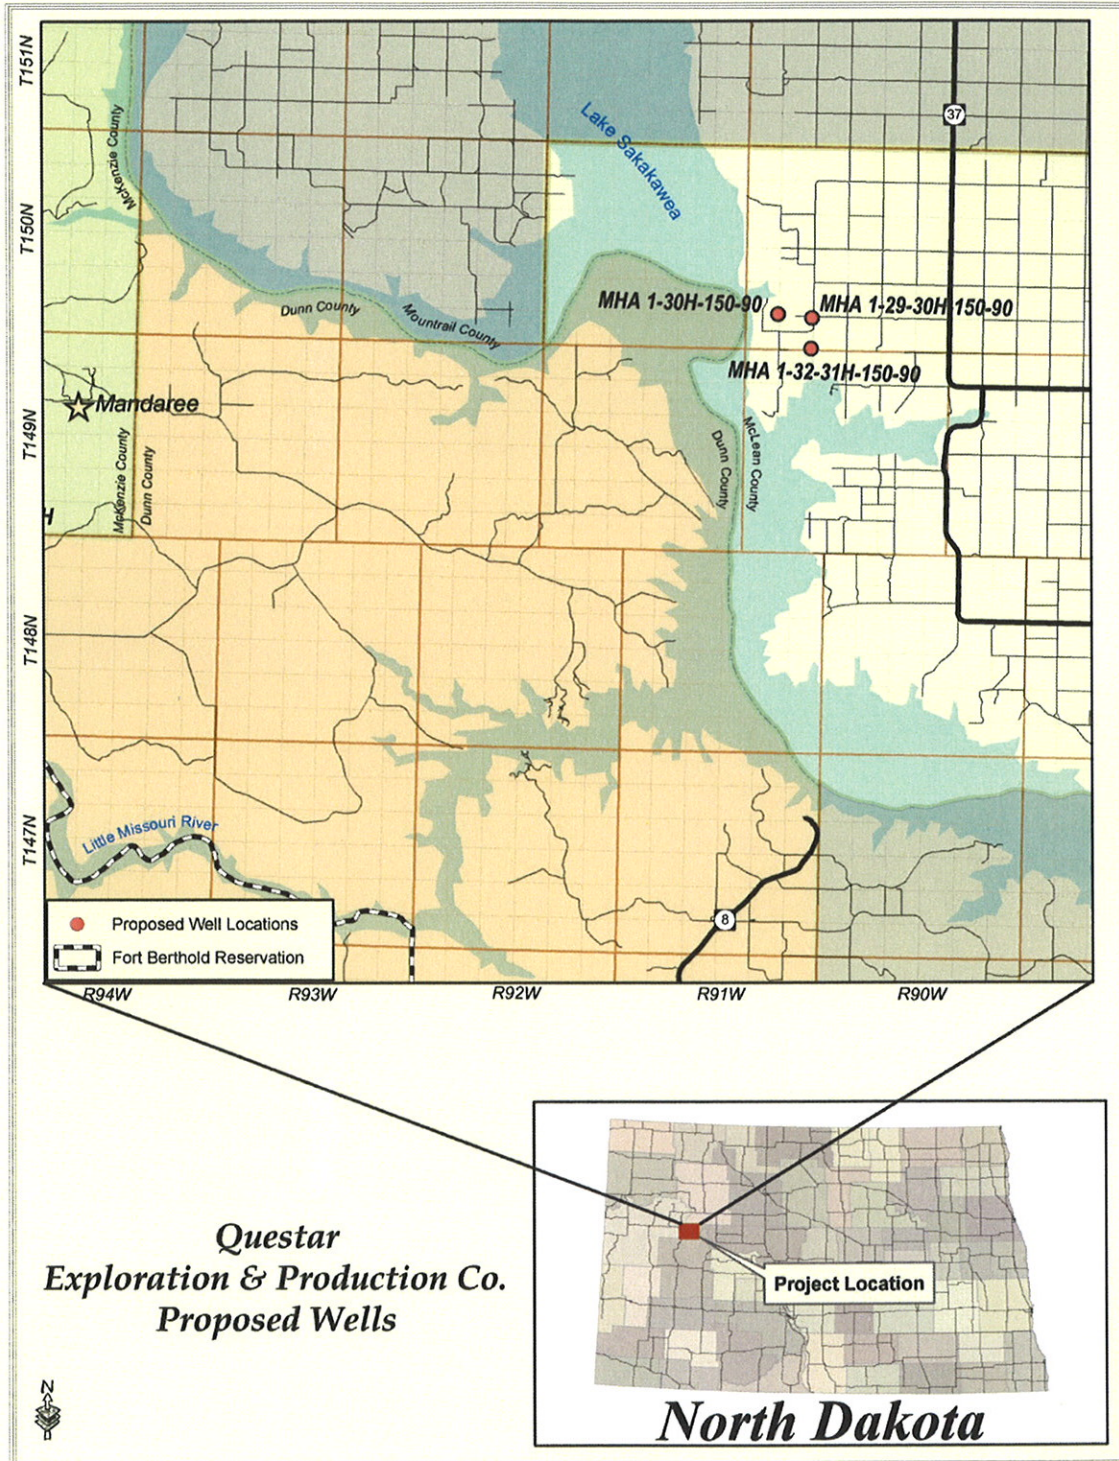 T151N
T150N
T149N
T148N
T147N
37
Lake Sakakawea
McKenzie County
Dunn County
Mountrail County
MHA 1-30H-150-90
MHA 1-29-30H-150-90
MHA 1-32-31H-150-90
Mandaree
McKenzie County
Dunn County
Dunn County
McLean County
H
Little Missouri River
8
Proposed Well Locations
Fort Berthold Reservation
R94W
R93W
R92W
R91W
R90W
Questar
Exploration & Production Co.
Proposed Wells
Project Location
North Dakota
N